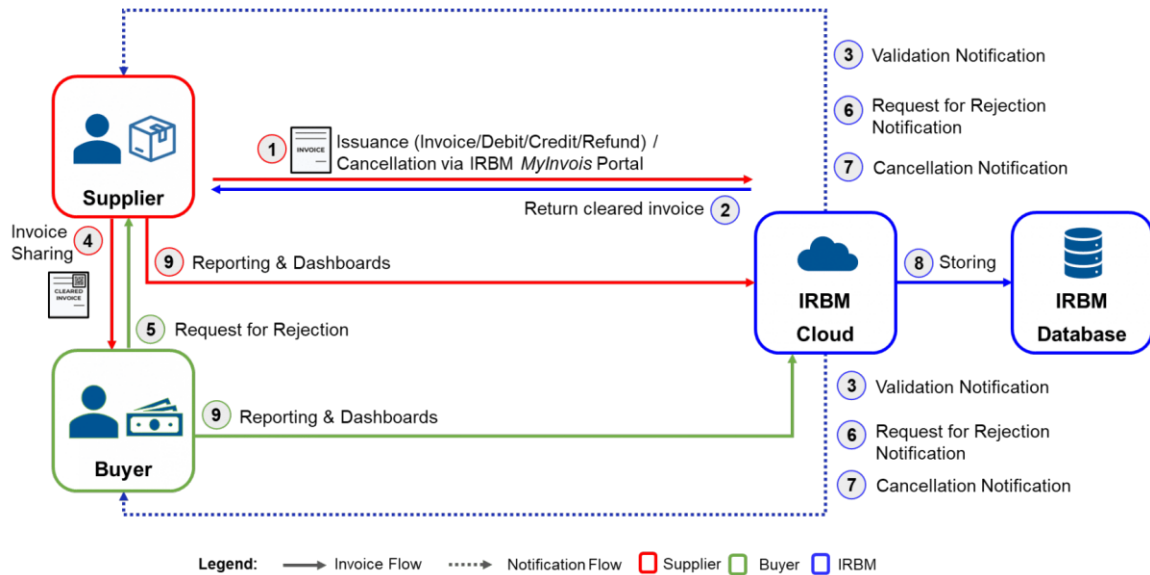 3 Validation Notification
6 Request for Rejection
Notification
7 Cancellation Notification
1 INVOICE Issuance (Invoice/Debit/Credit/Refund) /
Cancellation via IRBM MyInvois Portal
Supplier
Return cleared invoice 2
Invoice
Sharing 4
CLEARED
INVOICE
9 Reporting & Dashboards
5 Request for Rejection
IRBM
Cloud
8 Storing
IRBM
Database
Buyer
9 Reporting & Dashboards
3 Validation Notification
6 Request for Rejection
Notification
7 Cancellation Notification
Legend: Invoice Flow Notification Flow Supplier Buyer IRBM